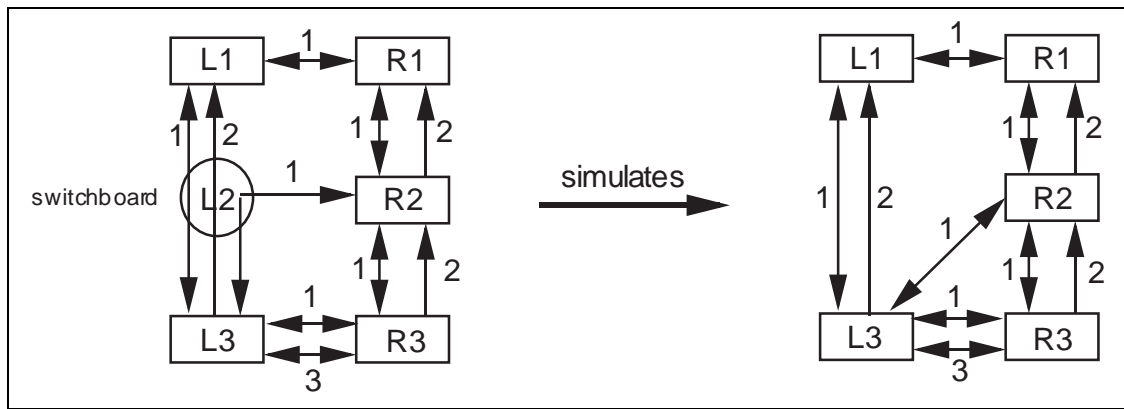 L1 1 R1
1 2 1 2
switchboard L2 1 R2
1 2
1
L3 R3
3
simulates
L1 1 R1
1 2
1 2 1 R2
1 2
1
L3 R3
3